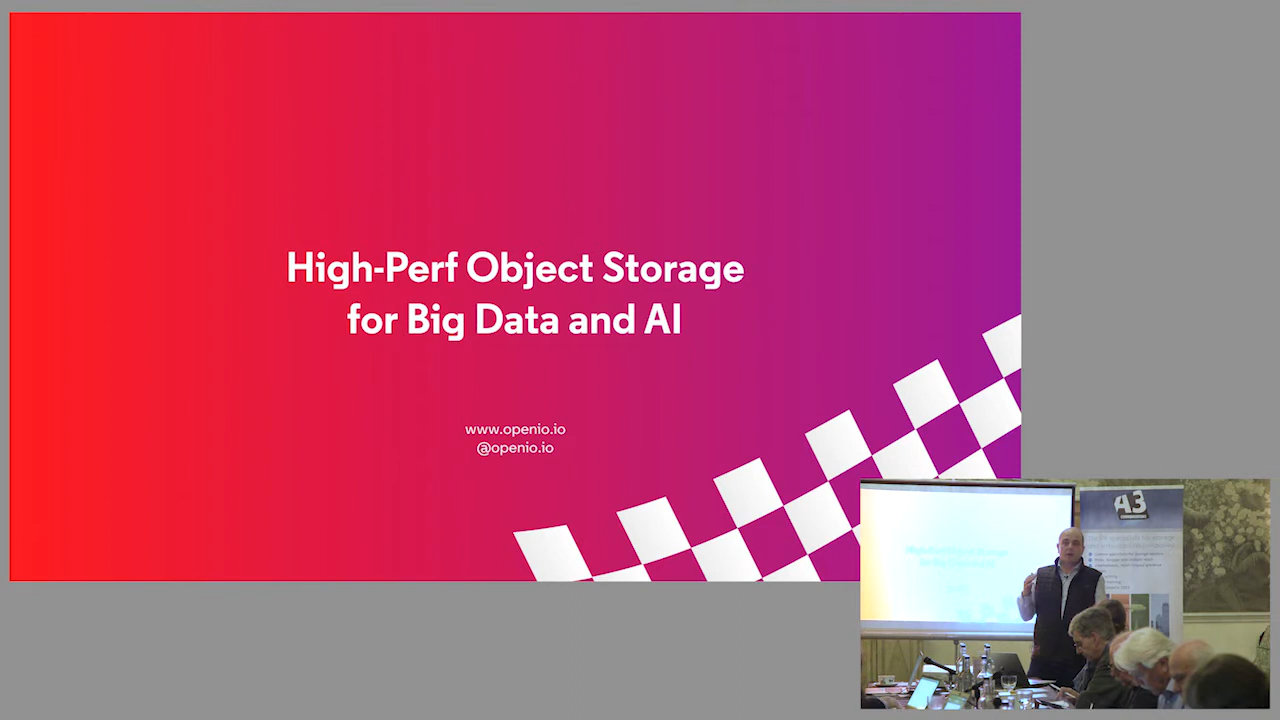 High-Perf Object Storage
for Big Data and AI
www.openio.io
@openio.io
A3